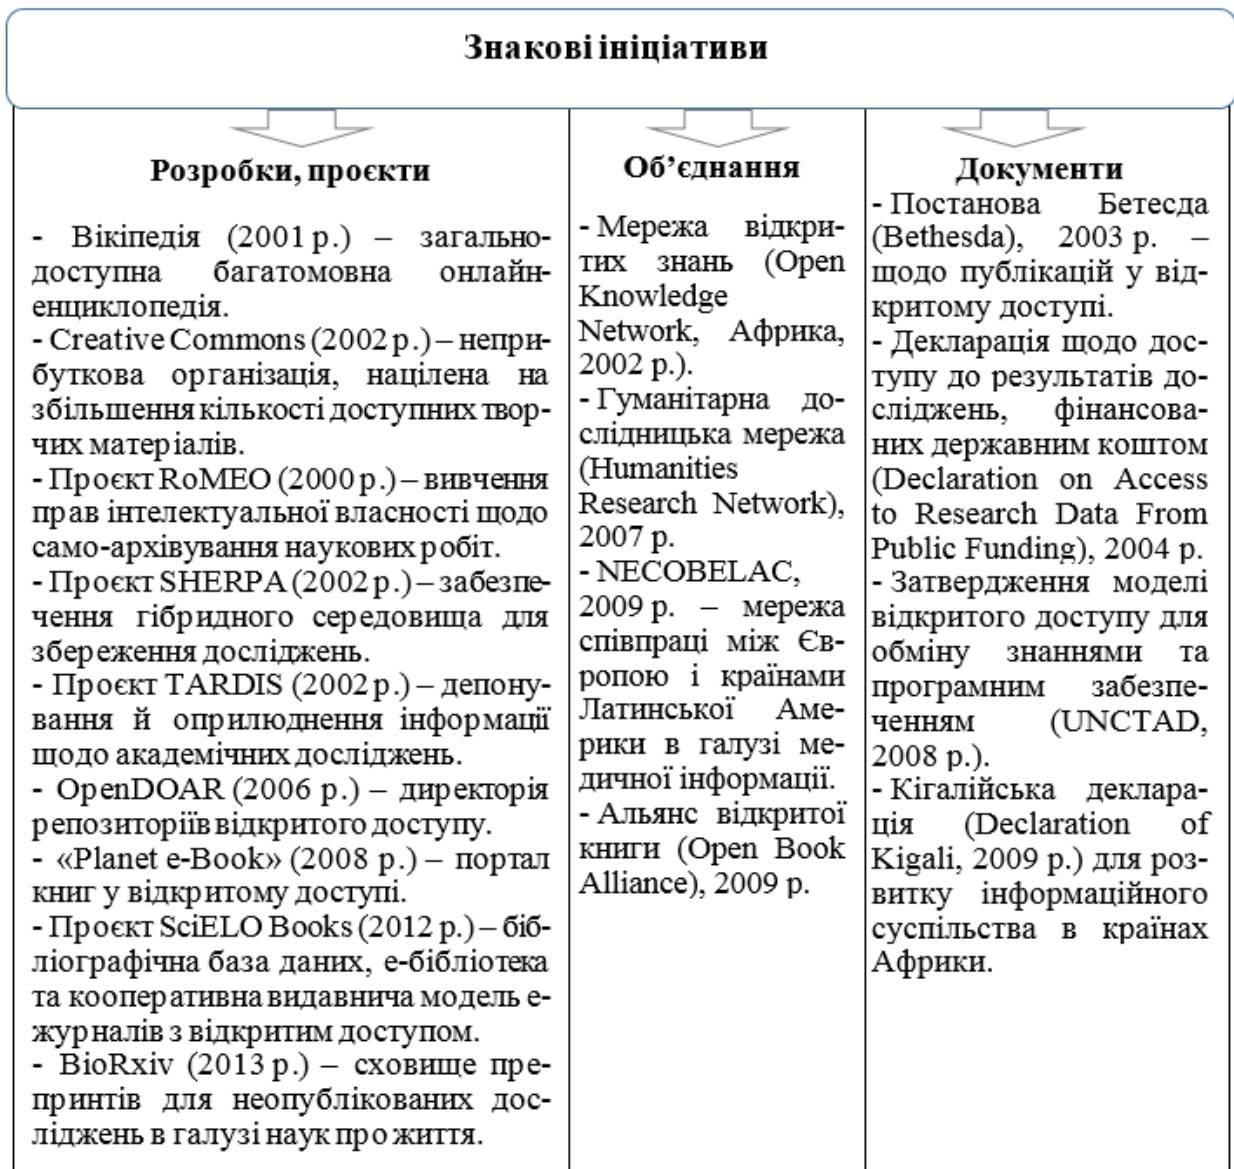 Знакові ініціативи
Розробки, проєкти
- Вікіпедія (2001 р.) – загально-
доступна багатомовна онлайн-
енциклопедія.
- Creative Commons (2002 р.) – непри-
буткова організація, націлена на
збільшення кількості доступних твор-
чих матеріалів.
- Проєкт RoMEO (2000 р.) – вивчення
прав інтелектуальної власності щодо
само-архівування наукових робіт.
- Проєкт SHERPA (2002 р.) – забезпе-
чення гібридного середовища для
збереження досліджень.
- Проєкт TARDIS (2002 р.) – депону-
вання й оприлюднення інформації
щодо академічних досліджень.
- OpenDOAR (2006 р.) – директорія
репозиторіїв відкритого доступу.
- «Planet e-Book» (2008 р.) – портал
книг у відкритому доступі.
- Проєкт SciELO Books (2012 р.) – біб-
ліографічна база даних, е-бібліотека
та кооперативна видавнича модель е-
журналів з відкритим доступом.
- BioRxiv (2013 р.) – сховище пре-
принтів для неопублікованих дос-
ліджень в галузі наук про життя.
Об’єднання
- Мережа відкри-
тих знань (Open
Knowledge
Network, Африка,
2002 р.).
- Гуманітарна до-
слідницька мережа
(Humanities
Research Network),
2007 р.
- NECOBELAC,
2009 р. – мережа
співпраці між Єв-
ропою і країнами
Латинської Аме-
рики в галузі ме-
дичної інформації.
- Альянс відкритої
книги (Open Book
Alliance), 2009 р.
Документи
- Постанова Бетесда
(Bethesda), 2003 р. –
щодо публікацій у від-
критому доступі.
- Декларація щодо дос-
тупу до результатів до-
сліджень, фінансова-
них державним коштом
(Declaration on Access
to Research Data From
Public Funding), 2004 р.
- Затвердження моделі
відкритого доступу для
обміну знаннями та
програмним забезпе-
ченням (UNCTAD,
2008 р.).
- Кігалійська деклара-
ція (Declaration of
Kigali, 2009 р.) для роз-
витку інформаційного
суспільства в країнах
Африки.